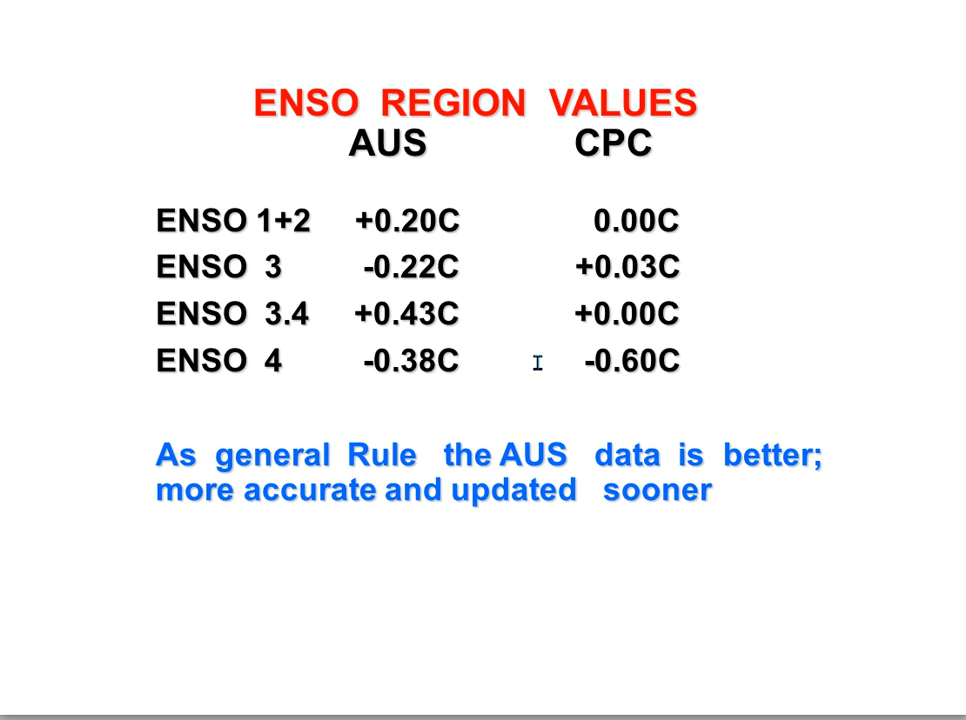 ENSO REGION VALUES
AUS CPC
ENSO 1+2 +0.20C 0.00C
ENSO 3 -0.22C +0.03C
ENSO 3.4 +0.43C +0.00C
ENSO 4 -0.38C -0.60C
As general Rule the AUS data is better;
more accurate and updated sooner